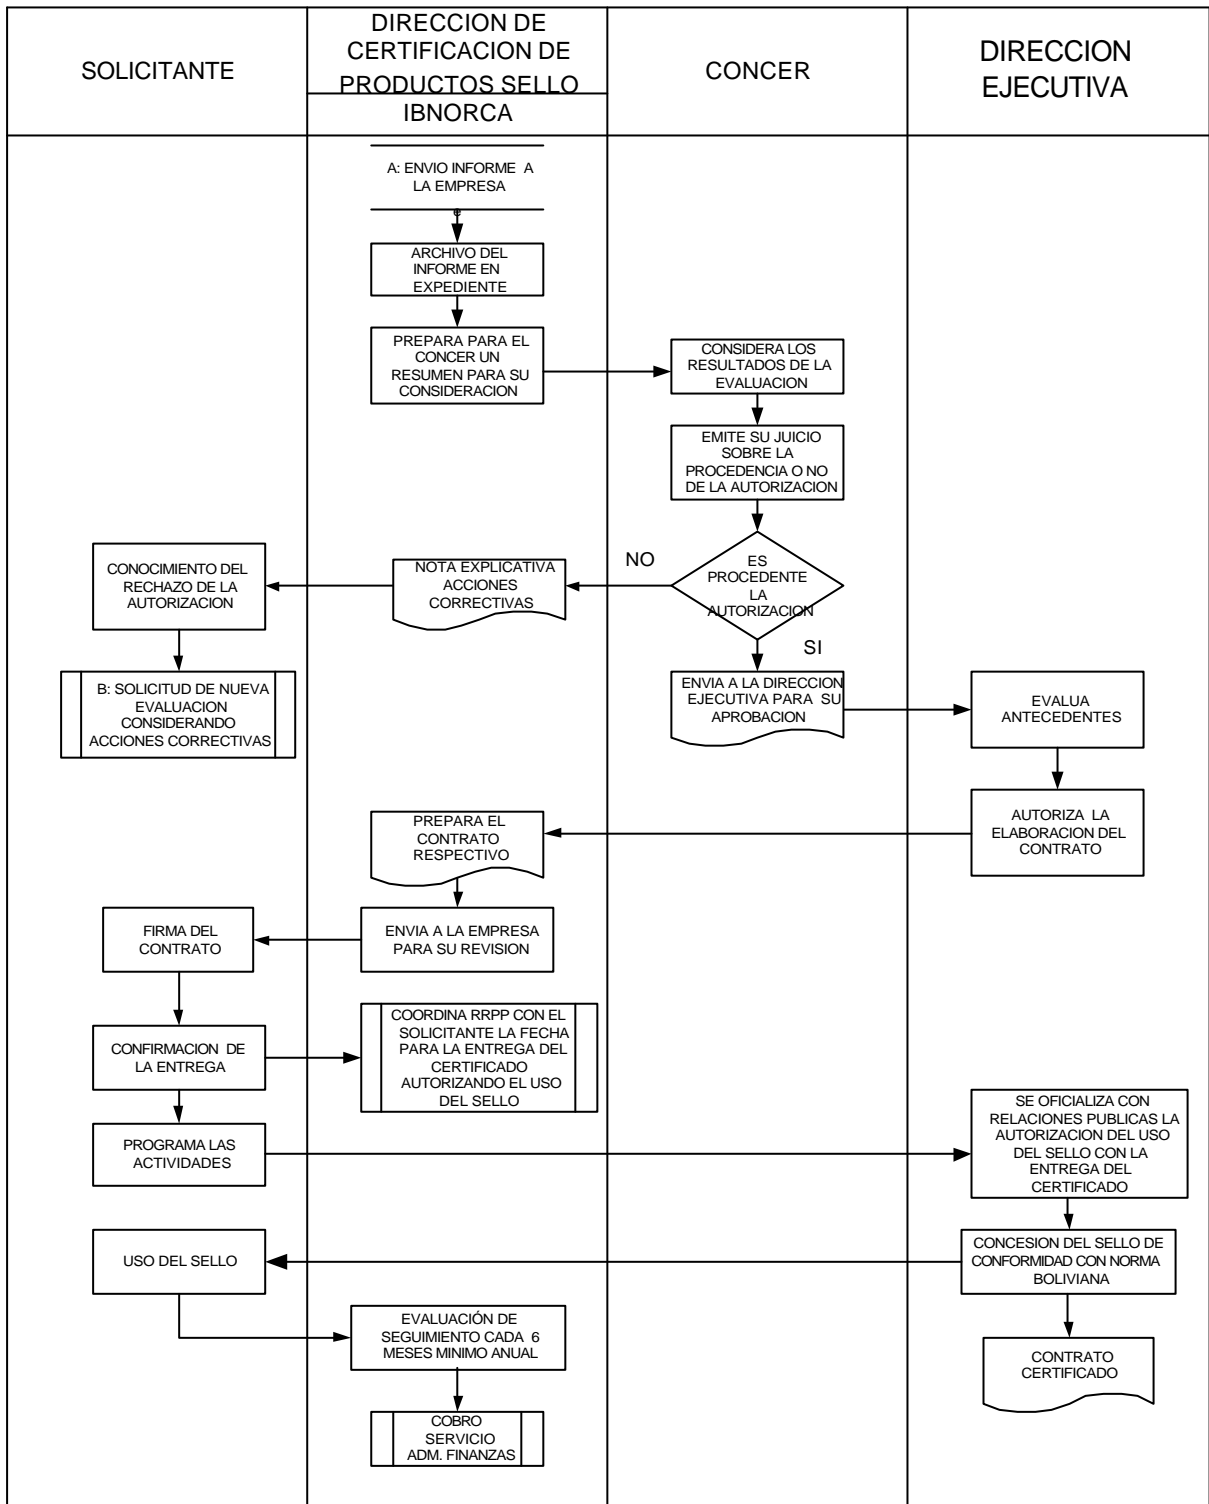 SOLICITANTE
DIRECCION DE
CERTIFICACION DE
PRODUCTOS SELLO
IBNORCA
CONCER
DIRECCION
EJECUTIVA
A: ENVIO INFORME A
LA EMPRESA
e
ARCHIVO DEL
INFORME EN
EXPEDIENTE
PREPARA PARA EL
CONCER UN
RESUMEN PARA SU
CONSIDERACION
CONSIDERA LOS
RESULTADOS DE LA
EVALUACION
EMITE SU JUICIO
SOBRE LA
PROCEDENCIA O NO
DE LA AUTORIZACION
ES
PROCEDENTE
LA
AUTORIZACION
NO
NOTA EXPLICATIVA
ACCIONES
CORRECTIVAS
CONOCIMIENTO DEL
RECHAZO DE LA
AUTORIZACION
B: SOLICITUD DE NUEVA
EVALUACION
CONSIDERANDO
ACCIONES CORRECTIVAS
SI
ENVIA A LA DIRECCION
EJECUTIVA PARA SU
APROBACION
EVALUA
ANTECEDENTES
AUTORIZA LA
ELABORACION DEL
CONTRATO
PREPARA EL
CONTRATO
RESPECTIVO
ENVIA A LA EMPRESA
PARA SU REVISION
FIRMA DEL
CONTRATO
CONFIRMACION DE
LA ENTREGA
COORDINA RRPP CON EL
SOLICITANTE LA FECHA
PARA LA ENTREGA DEL
CERTIFICADO
AUTORIZANDO EL USO
DEL SELLO
PROGRAMA LAS
ACTIVIDADES
SE OFICIALIZA CON
RELACIONES PUBLICAS LA
AUTORIZACION DEL USO
DEL SELLO CON LA
ENTREGA DEL
CERTIFICADO
CONCESION DEL SELLO DE
CONFORMIDAD CON NORMA
BOLIVIANA
USO DEL SELLO
EVALUACIÓN DE
SEGUIMIENTO CADA 6
MESES MINIMO ANUAL
CONTRATO
CERTIFICADO
COBRO
SERVICIO
ADM. FINANZAS